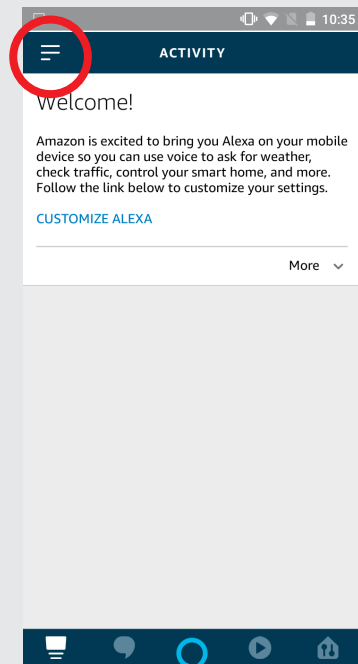 10:35
ACTIVITY
Welcome!
Amazon is excited to bring you Alexa on your mobile
device so you can use voice to ask for weather,
check traffic, control your smart home, and more.
Follow the link below to customize your settings.
CUSTOMIZE ALEXA
More